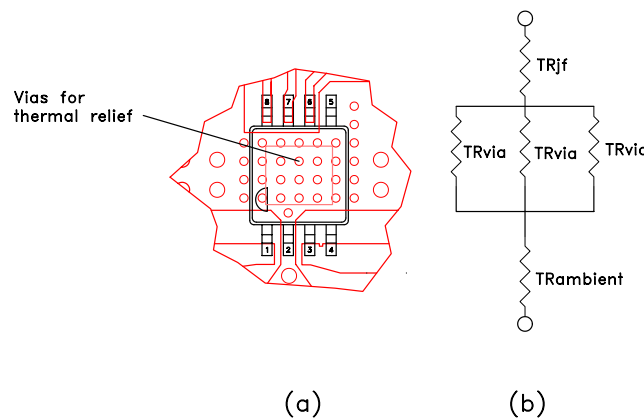 Vias for
thermal relief
8 7 6 5
1 2 3 4
(a)
TRjf
TRvia
TRvia
TRvia
TRambient
(b)